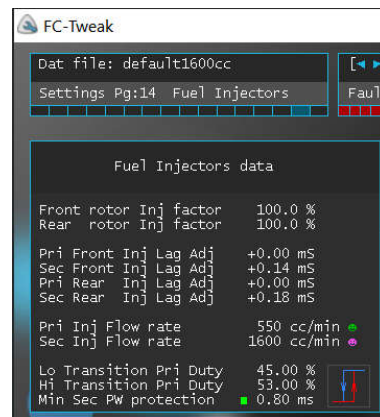 FC-Tweak
Dat file: default1600cc
[◄ ►
Settings Pg:14 Fuel Injectors
Faul
Fuel Injectors data
Front rotor Inj factor 100.0 %
Rear rotor Inj factor 100.0 %
Pri Front Inj Lag Adj +0.00 mS
Sec Front Inj Lag Adj +0.14 mS
Pri Rear Inj Lag Adj +0.00 mS
Sec Rear Inj Lag Adj +0.18 mS
Pri Inj Flow rate 550 cc/min
Sec Inj Flow rate 1600 cc/min
Lo Transition Pri Duty 45.00 %
Hi Transition Pri Duty 53.00 %
Min Sec PW protection 0.80 mS